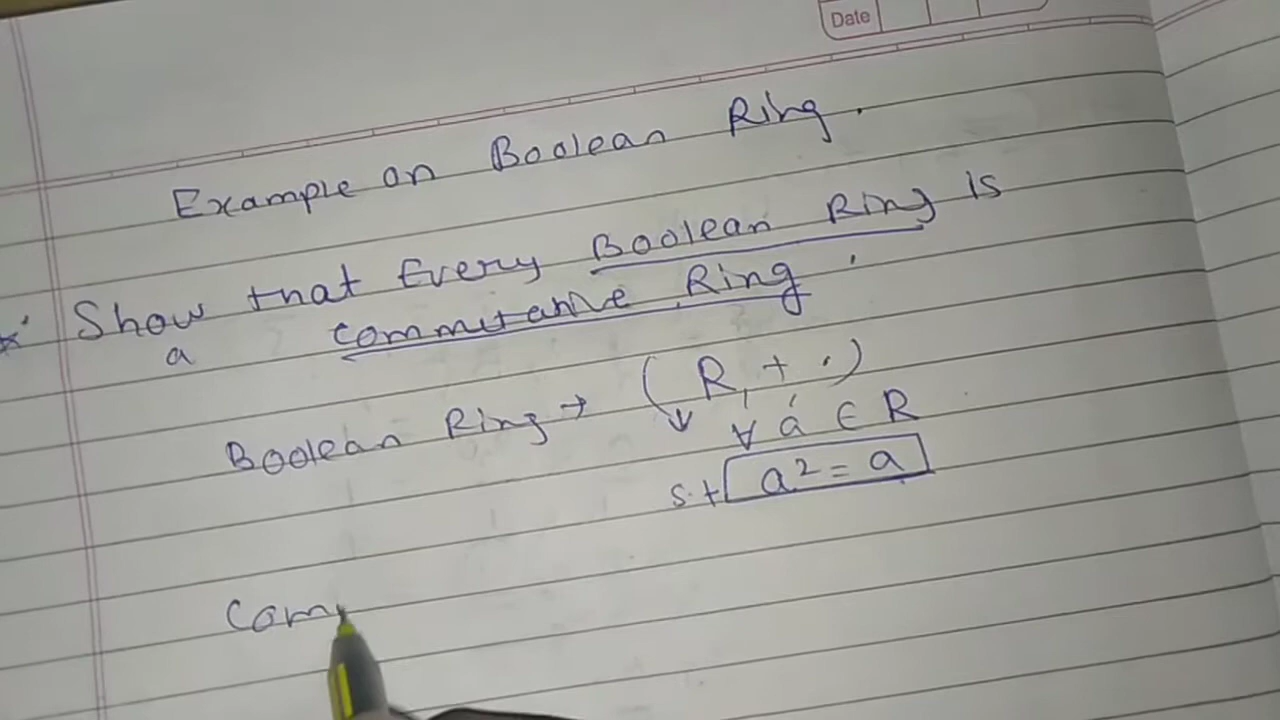 Date
Example on Boolean Ring.
Show that Every Boolean Ring is
a commutative Ring.
Boolean Ring → (R, + ·)
∀ a ∈ R
s.t a² = a
Com